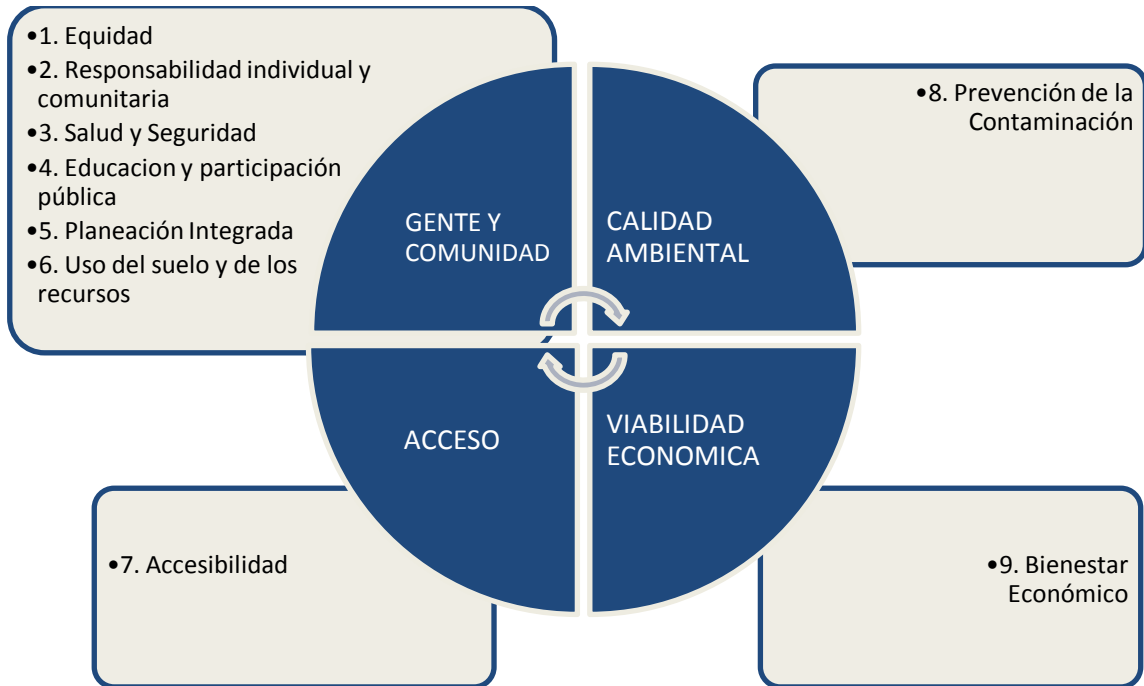 •1. Equidad
•2. Responsabilidad individual y
comunitaria
•3. Salud y Seguridad
•4. Educacion y participación
pública
•5. Planeación Integrada
•6. Uso del suelo y de los
recursos
•8. Prevención de la
Contaminación
GENTE Y
COMUNIDAD
CALIDAD
AMBIENTAL
ACCESO
VIABILIDAD
ECONOMICA
•7. Accesibilidad
•9. Bienestar
Económico